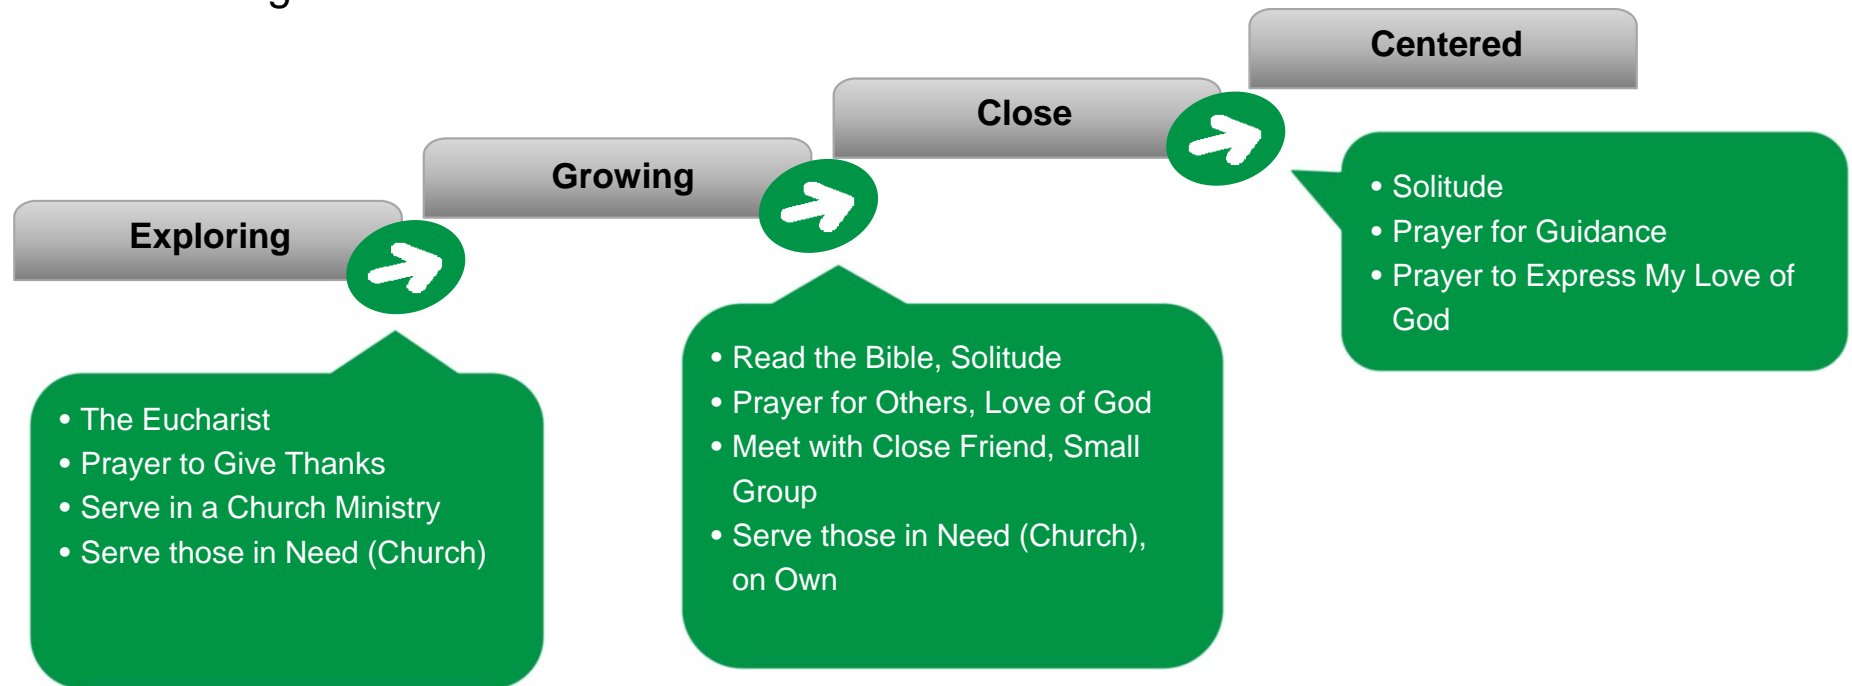 Centered
Close
Growing
Exploring
• Solitude
• Prayer for Guidance
• Prayer to Express My Love of
God
• Read the Bible, Solitude
• Prayer for Others, Love of God
• Meet with Close Friend, Small
Group
• Serve those in Need (Church),
on Own
• The Eucharist
• Prayer to Give Thanks
• Serve in a Church Ministry
• Serve those in Need (Church)